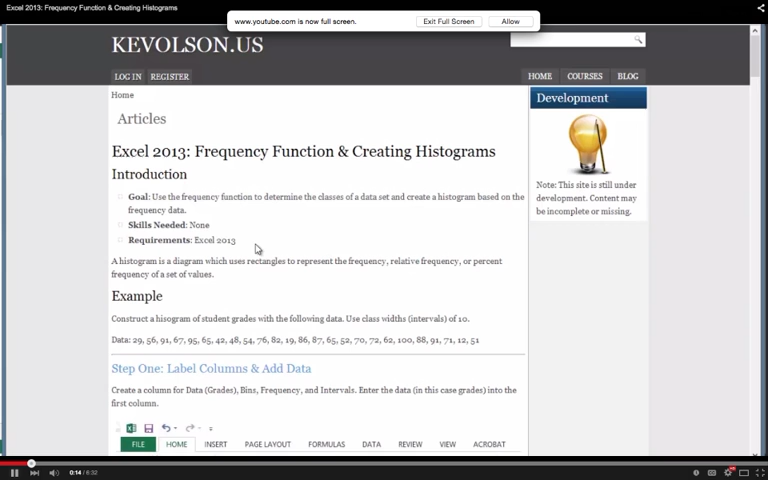 Excel 2013: Frequency Function & Creating Histograms
www.youtube.com is now full screen.
Exit Full Screen
Allow
KEVOLSON.US
LOG IN
REGISTER
HOME
COURSES
BLOG
Home
Articles
Excel 2013: Frequency Function & Creating Histograms
Introduction
Goal: Use the frequency function to determine the classes of a data set and create a histogram based on the
frequency data.
Skills Needed: None
Requirements: Excel 2013
A histogram is a diagram which uses rectangles to represent the frequency, relative frequency, or percent
frequency of a set of values.
Example
Construct a hisogram of student grades with the following data. Use class widths (intervals) of 10.
Data: 29, 56, 91, 67, 95, 65, 42, 48, 54, 76, 82, 19, 86, 87, 65, 52, 70, 72, 62, 100, 88, 91, 71, 12, 51
Step One: Label Columns & Add Data
Create a column for Data (Grades), Bins, Frequency, and Intervals. Enter the data (in this case grades) into the
first column.
FILE
HOME
INSERT
PAGE LAYOUT
FORMULAS
DATA
REVIEW
VIEW
ACROBAT
Development
Note: This site is still under
development. Content may
be incomplete or missing.
0:14 / 6:32